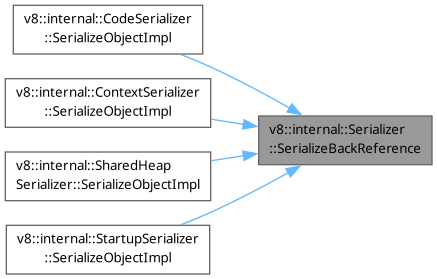 v8::internal::CodeSerializer
::SerializeObjectImpl
v8::internal::ContextSerializer
::SerializeObjectImpl
v8::internal::SharedHeap
Serializer::SerializeObjectImpl
v8::internal::StartupSerializer
::SerializeObjectImpl
v8::internal::Serializer
::SerializeBackReference